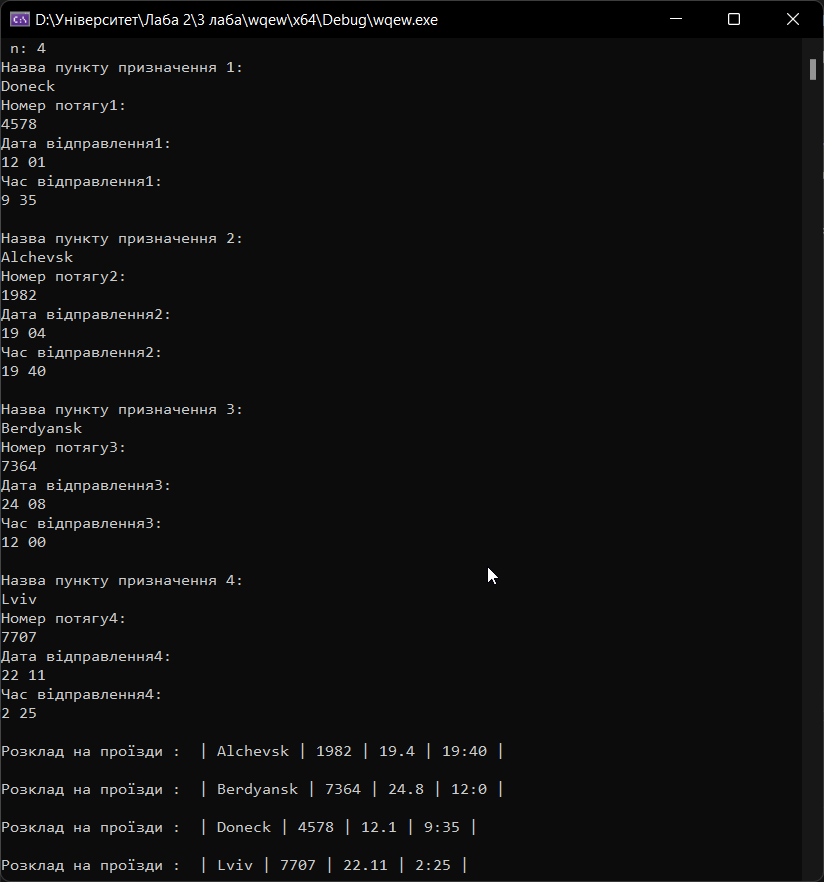 D:\Університет\Лаба 2\3 лаба\wqew\x64\Debug\wqew.exe
n: 4
Назва пункту призначення 1:
Doneck
Номер потягу1:
4578
Дата відправлення1:
12 01
Час відправлення1:
9 35
Назва пункту призначення 2:
Alchevsk
Номер потягу2:
1982
Дата відправлення2:
19 04
Час відправлення2:
19 40
Назва пункту призначення 3:
Berdyansk
Номер потягу3:
7364
Дата відправлення3:
24 08
Час відправлення3:
12 00
Назва пункту призначення 4:
Lviv
Номер потягу4:
7707
Дата відправлення4:
22 11
Час відправлення4:
2 25
Розклад на проїзди :  | Alchevsk | 1982 | 19.4 | 19:40 |
Розклад на проїзди :  | Berdyansk | 7364 | 24.8 | 12:0 |
Розклад на проїзди :  | Doneck | 4578 | 12.1 | 9:35 |
Розклад на проїзди :  | Lviv | 7707 | 22.11 | 2:25 |